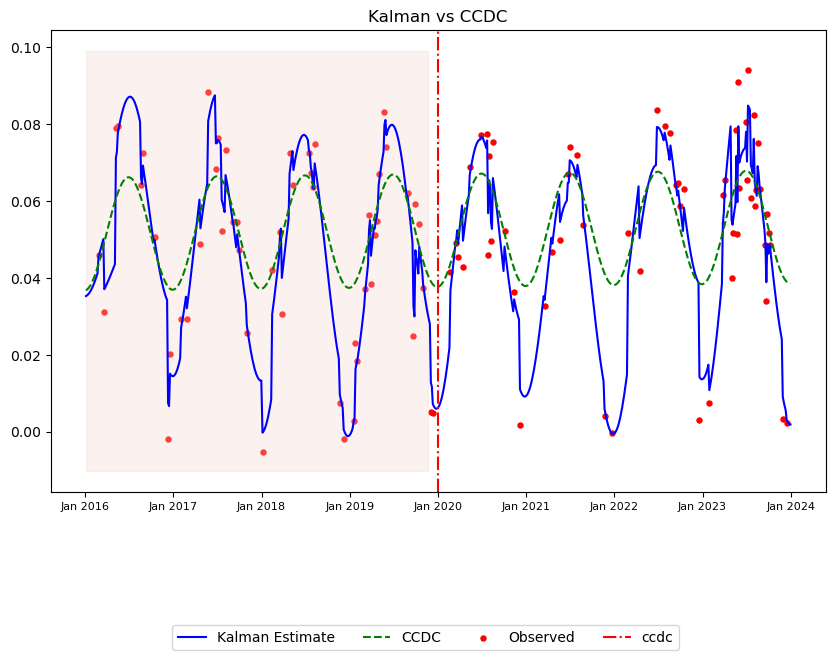 Kalman vs CCDC
0.10
0.08
0.06
0.04
0.02
0.00
Jan 2016 Jan 2017 Jan 2018 Jan 2019 Jan 2020 Jan 2021 Jan 2022 Jan 2023 Jan 2024
Kalman Estimate CCDC Observed ccdc